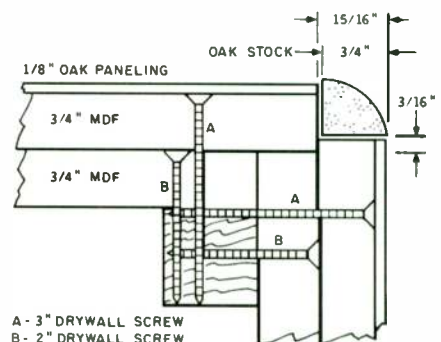 15/16"
OAK STOCK 3/4"
1/8" OAK PANELING
3/16"
3/4" MDF
A
3/4" MDF
B
A
B
A - 3" DRYWALL SCREW
B - 2" DRYWALL SCREW